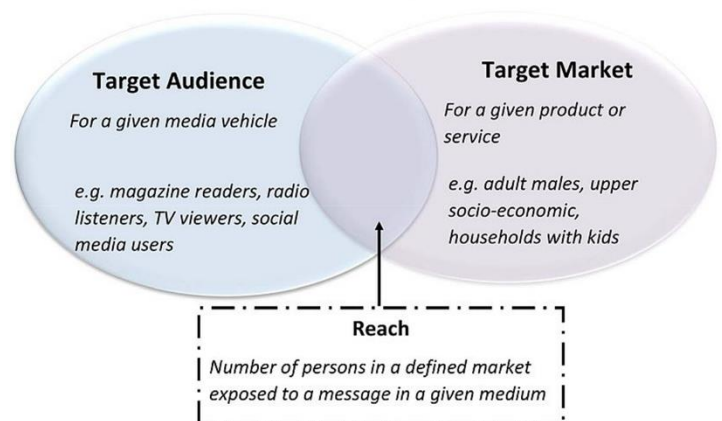 Target Audience
For a given media vehicle
e.g. magazine readers, radio
listeners, TV viewers, social
media users
Target Market
For a given product or
service
e.g. adult males, upper
socio-economic,
households with kids
Reach
Number of persons in a defined market
exposed to a message in a given medium